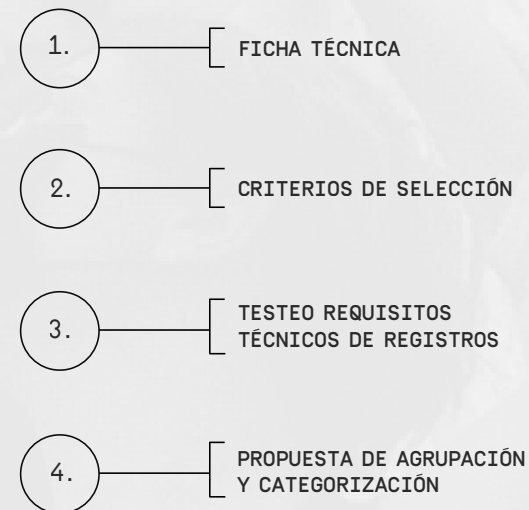 1.
FICHA TÉCNICA
2.
CRITERIOS DE SELECCIÓN
3.
TESTEO REQUISITOS
TÉCNICOS DE REGISTROS
4.
PROPUESTA DE AGRUPACIÓN
Y CATEGORIZACIÓN